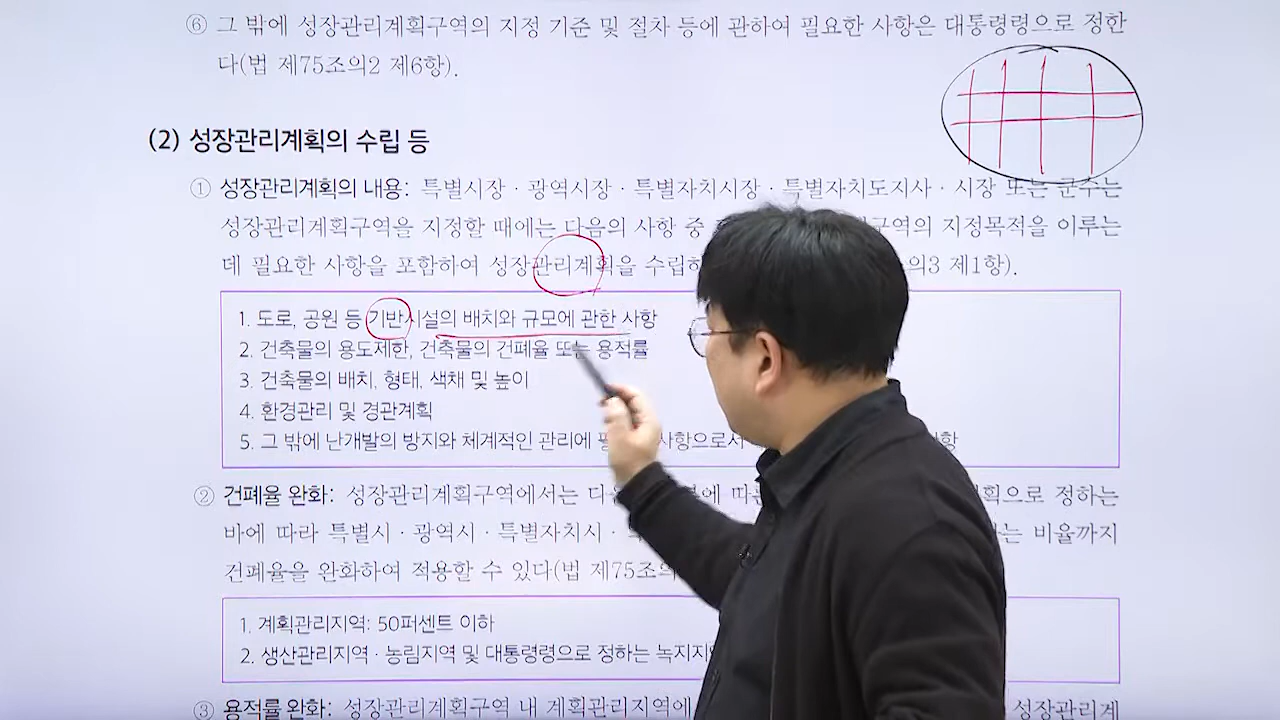 ⑥ 그 밖에 성장관리계획구역의 지정 기준 및 절차 등에 관하여 필요한 사항은 대통령령으로 정한
다(법 제75조의2 제6항).
(2) 성장관리계획의 수립 등
① 성장관리계획의 내용: 특별시장·광역시장·특별자치시장·특별자치도지사·시장 또는 군수는
성장관리계획구역을 지정할 때에는 다음의 사항 중 구역의 지정목적을 이루는
데 필요한 사항을 포함하여 성장관리계획을 수립하 의3 제1항).
1. 도로, 공원 등 기반시설의 배치와 규모에 관한 사항
2. 건축물의 용도제한, 건축물의 건폐율 또는 용적률
3. 건축물의 배치, 형태, 색채 및 높이
4. 환경관리 및 경관계획
5. 그 밖에 난개발의 방지와 체계적인 관리에 필 사항으로서 항
② 건폐율 완화: 성장관리계획구역에서는 다음 에 따른 획으로 정하는
바에 따라 특별시·광역시·특별자치시· 는 비율까지
건폐율을 완화하여 적용할 수 있다(법 제75조의
1. 계획관리지역: 50퍼센트 이하
2. 생산관리지역·농림지역 및 대통령령으로 정하는 녹지지
③ 용적률 완화: 성장관리계획구역 내 계획관리지역에 성장관리계